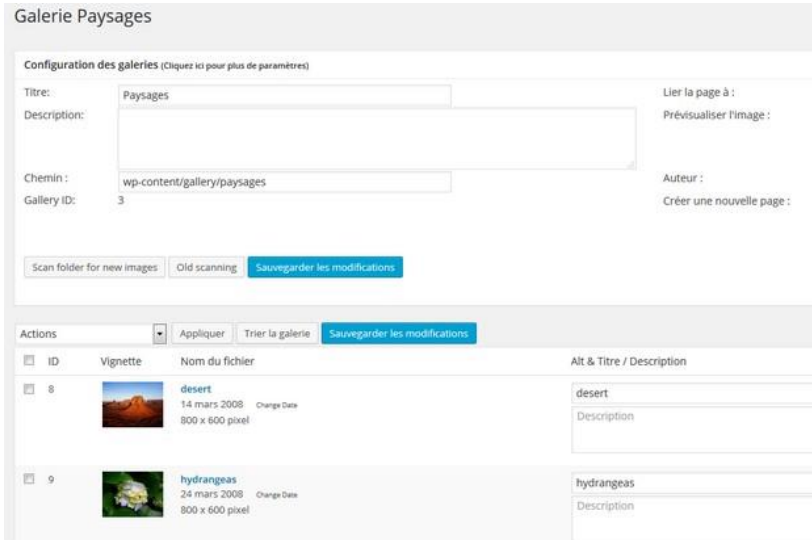 Galerie Paysages
Configuration des galeries (Cliquez ici pour plus de paramètres)
Titre: Paysages Lier la page à :
Description: Prévisualiser l'image :
Chemin : wp-content/gallery/paysages Auteur :
Gallery ID: 3 Créer une nouvelle page :
Scan folder for new images Old scanning Sauvegarder les modifications
Actions Appliquer Trier la galerie Sauvegarder les modifications
ID Vignette Nom du fichier Alt & Titre / Description
8 desert desert
14 mars 2008 Change Date Description
800 x 600 pixel
9 hydrangeas hydrangeas
24 mars 2008 Change Date Description
800 x 600 pixel